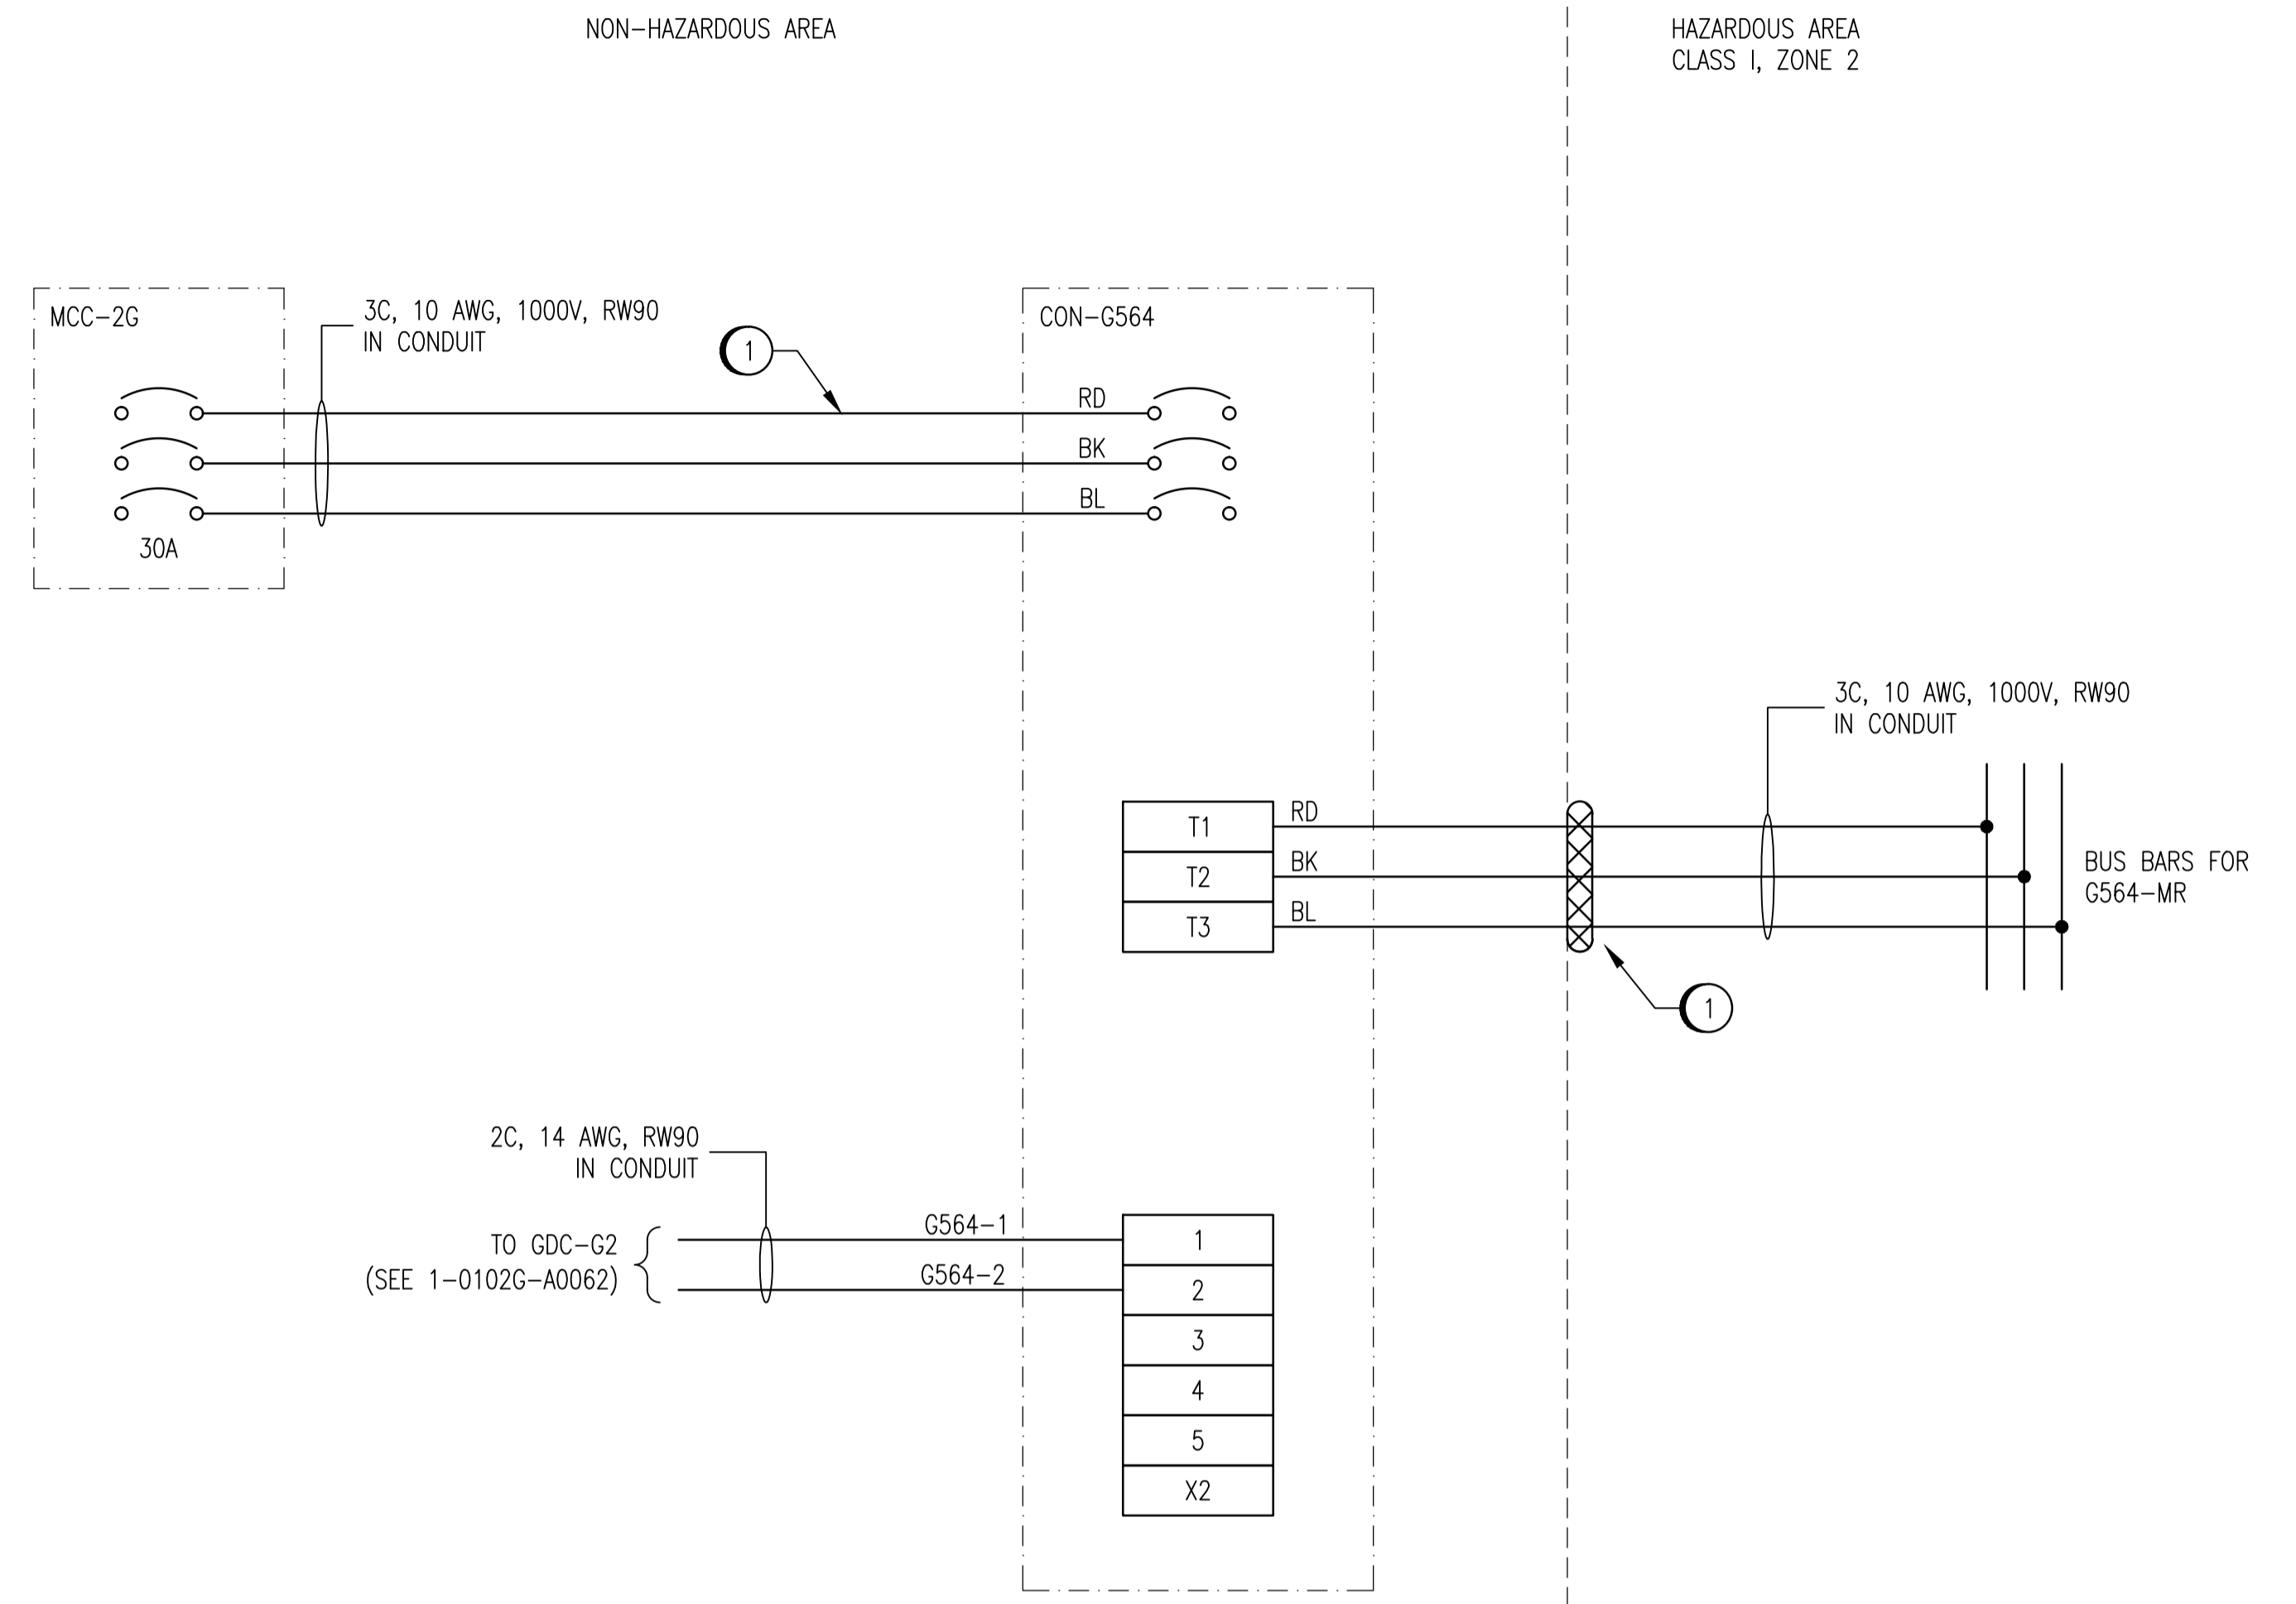 NON-HAZARDOUS AREA
HAZARDOUS AREA
CLASS I, ZONE 2
MCC-2G
3C, 10 AWG, 1000V, RW90
IN CONDUIT
1
CON-G564
RD
BK
BL
30A
3C, 10 AWG, 1000V, RW90
IN CONDUIT
T1
RD
T2
BK
T3
BL
BUS BARS FOR
G564-MR
1
2C, 14 AWG, RW90
IN CONDUIT
TO GDC-G2
(SEE 1-0102G-A0062)
G564-1
G564-2
1
2
3
4
5
X2